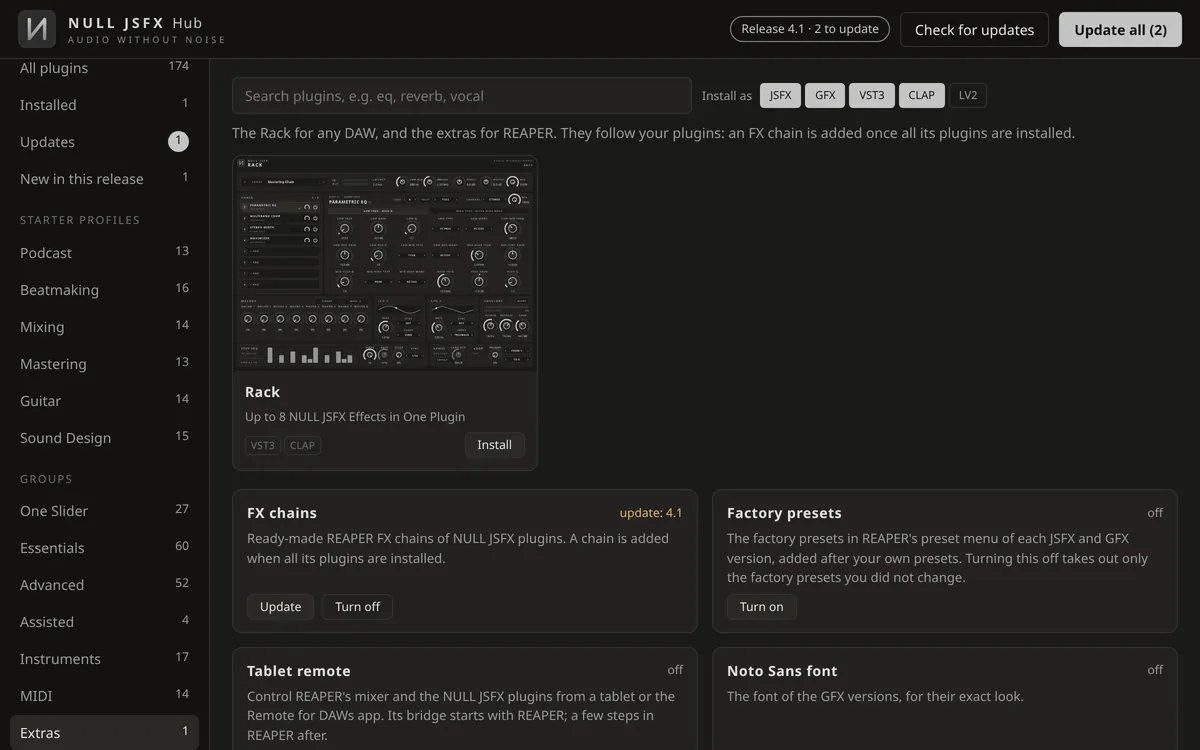 NULL JSFX Hub
AUDIO WITHOUT NOISE
Release 4.1 · 2 to update
Check for updates
Update all (2)
All plugins 174
Installed 1
Updates 1
New in this release 1
STARTER PROFILES
Podcast 13
Beatmaking 16
Mixing 14
Mastering 13
Guitar 14
Sound Design 15
GROUPS
One Slider 27
Essentials 60
Advanced 52
Assisted 4
Instruments 17
MIDI 14
Extras 1
Search plugins, e.g. eq, reverb, vocal
Install as JSFX GFX VST3 CLAP LV2
The Rack for any DAW, and the extras for REAPER. They follow your plugins: an FX chain is added once all its plugins are installed.
RACK
PARAMETRIC EQ
Rack
Up to 8 NULL JSFX Effects in One Plugin
VST3 CLAP Install
FX chains update: 4.1
Ready-made REAPER FX chains of NULL JSFX plugins. A chain is added
when all its plugins are installed.
Update Turn off
Factory presets off
The factory presets in REAPER's preset menu of each JSFX and GFX
version, added after your own presets. Turning this off takes out only
the factory presets you did not change.
Turn on
Tablet remote off
Control REAPER's mixer and the NULL JSFX plugins from a tablet or the
Remote for DAWs app. Its bridge starts with REAPER; a few steps in
REAPER after.
Noto Sans font off
The font of the GFX versions, for their exact look.